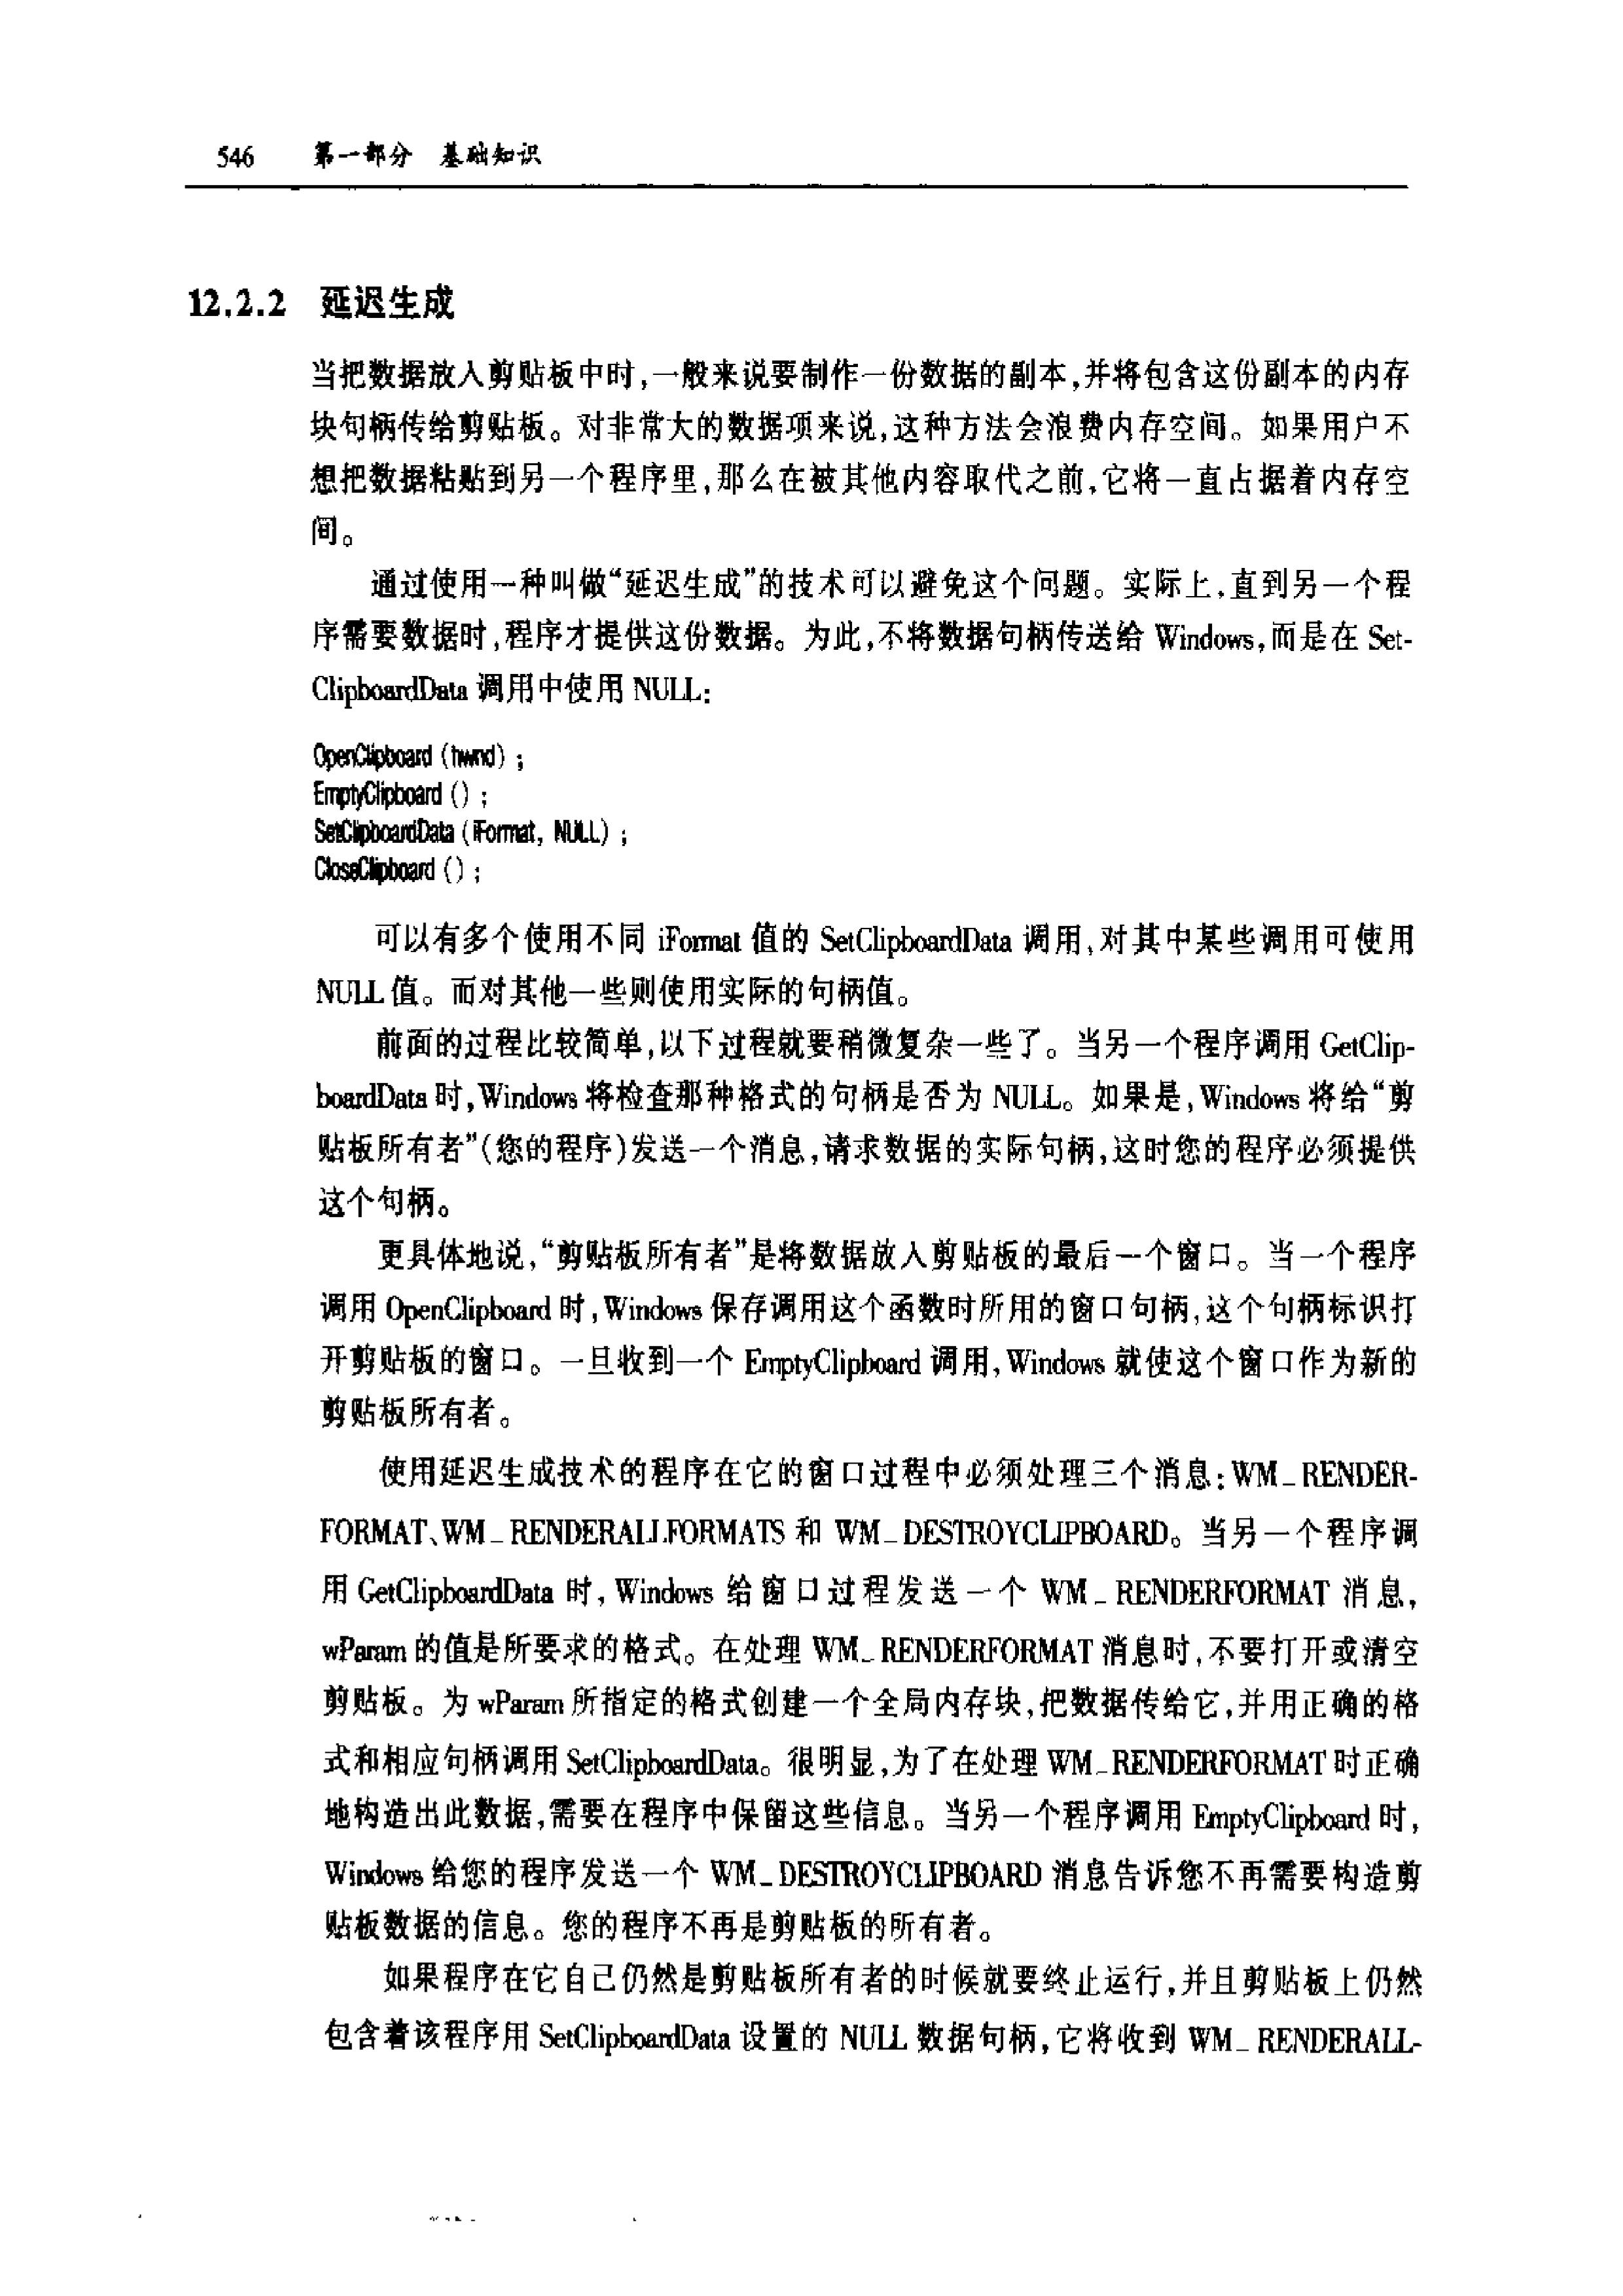 546 第一部分 基础知识
12.2.2 延迟生成
当把数据放入剪贴板中时,一般来说要制作一份数据的副本,并将包含这份副本的内存
块句柄传给剪贴板。对非常大的数据项来说,这种方法会浪费内存空间。如果用户不
想把数据粘贴到另一个程序里,那么在被其他内容取代之前,它将一直占据着内存空
间。
通过使用一种叫做“延迟生成”的技术可以避免这个问题。实际上,直到另一个程
序需要数据时,程序才提供这份数据。为此,不将数据句柄传送给 Windows,而是在 Set-
ClipboardData 调用中使用 NULL:
OpenClipboard (hwnd) ;
EmptyClipboard () ;
SetClipboardData (iFormat, NULL) ;
CloseClipboard () ;
可以有多个使用不同 iFormat 值的 SetClipboardData 调用,对其中某些调用可使用
NULL 值。而对其他一些则使用实际的句柄值。
前面的过程比较简单,以下过程就要稍微复杂一些了。当另一个程序调用 GetClip-
boardData 时,Windows 将检查那种格式的句柄是否为 NULL。如果是,Windows 将给“剪
贴板所有者”(您的程序)发送一个消息,请求数据的实际句柄,这时您的程序必须提供
这个句柄。
更具体地说,“剪贴板所有者”是将数据放入剪贴板的最后一个窗口。当一个程序
调用 OpenClipboard 时,Windows 保存调用这个函数时所用的窗口句柄,这个句柄标识打
开剪贴板的窗口。一旦收到一个 EmptyClipboard 调用,Windows 就使这个窗口作为新的
剪贴板所有者。
使用延迟生成技术的程序在它的窗口过程中必须处理三个消息:WM_RENDER-
FORMAT、WM_RENDERALLFORMATS 和 WM_DESTROYCLIPBOARD。当另一个程序调
用 GetClipboardData 时,Windows 给窗口过程发送一个 WM_RENDERFORMAT 消息,
wParam 的值是所要求的格式。在处理 WM_RENDERFORMAT 消息时,不要打开或清空
剪贴板。为 wParam 所指定的格式创建一个全局内存块,把数据传给它,并用正确的格
式和相应句柄调用 SetClipboardData。很明显,为了在处理 WM_RENDERFORMAT 时正确
地构造出此数据,需要在程序中保留这些信息。当另一个程序调用 EmptyClipboard 时,
Windows 给您的程序发送一个 WM_DESTROYCLIPBOARD 消息告诉您不再需要构造剪
贴板数据的信息。您的程序不再是剪贴板的所有者。
如果程序在它自己仍然是剪贴板所有者的时候就要终止运行,并且剪贴板上仍然
包含着该程序用 SetClipboardData 设置的 NULL 数据句柄,它将收到 WM_RENDERALL-